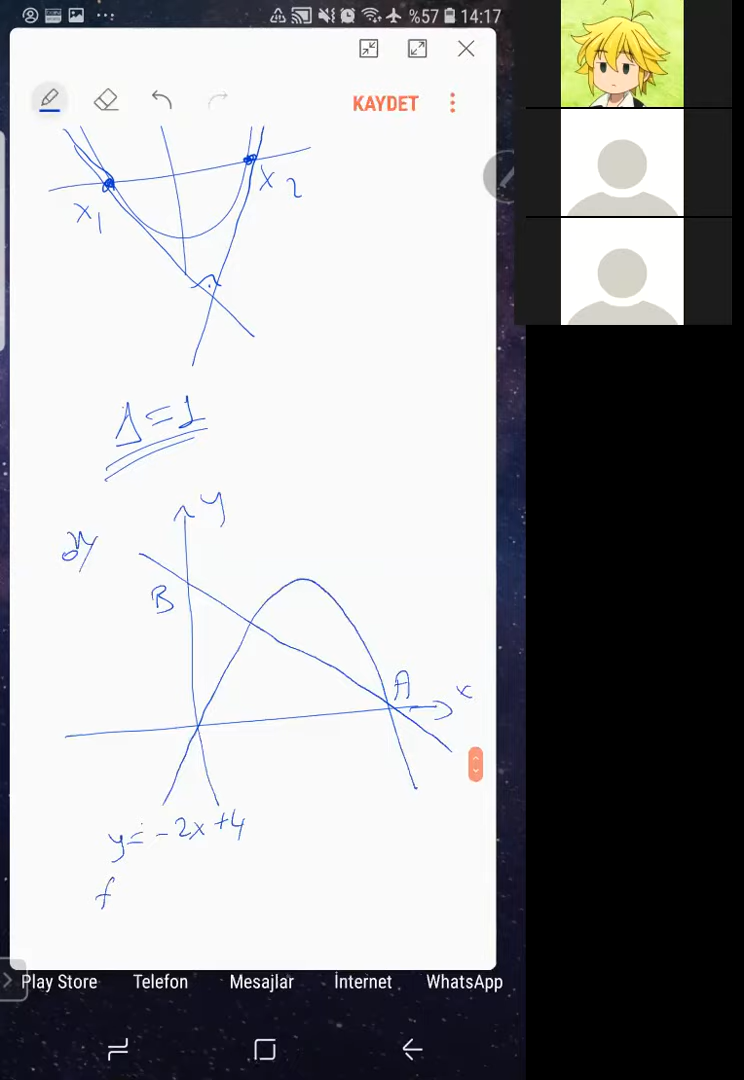 %57 14:17
KAYDET
x₁
x₂
Δ=1
y
B
A
x
y=-2x+4
f
Play Store Telefon Mesajlar İnternet WhatsApp